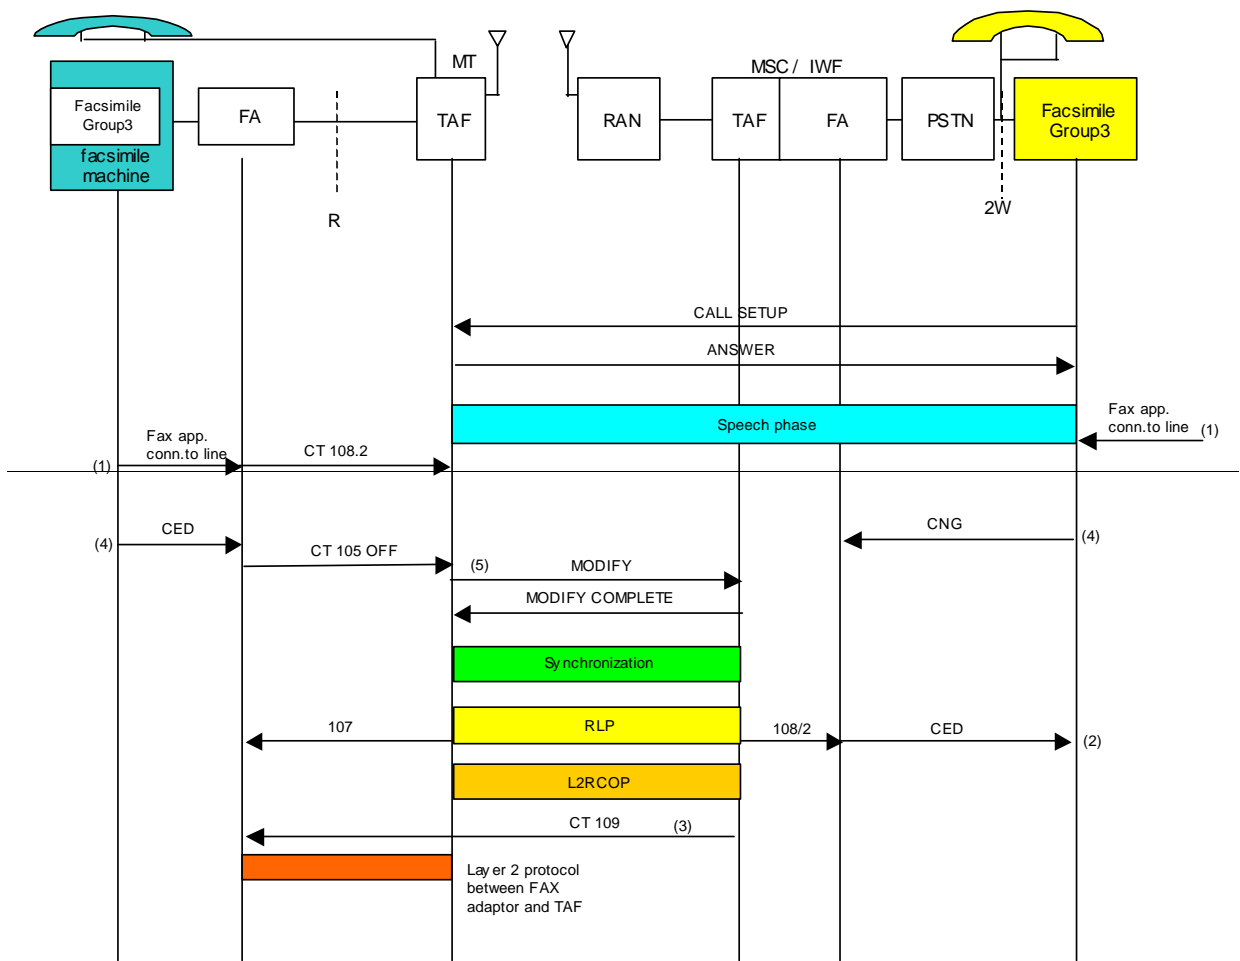 MT
MSC / IWF
Facsimile
Group3
facsimile
machine
FA
TAF
RAN
TAF
FA
PSTN
Facsimile
Group3
R
2W
CALL SETUP
ANSWER
Speech phase
Fax app.
conn.to line
(1)
Fax app.
conn.to line
(1)
CT 108.2
CED
(4)
CNG
(4)
CT 105 OFF
(5)
MODIFY
MODIFY COMPLETE
Synchronization
107
RLP
108/2
CED
(2)
L2RCOP
CT 109
(3)
Layer 2 protocol
between FAX
adaptor and TAF